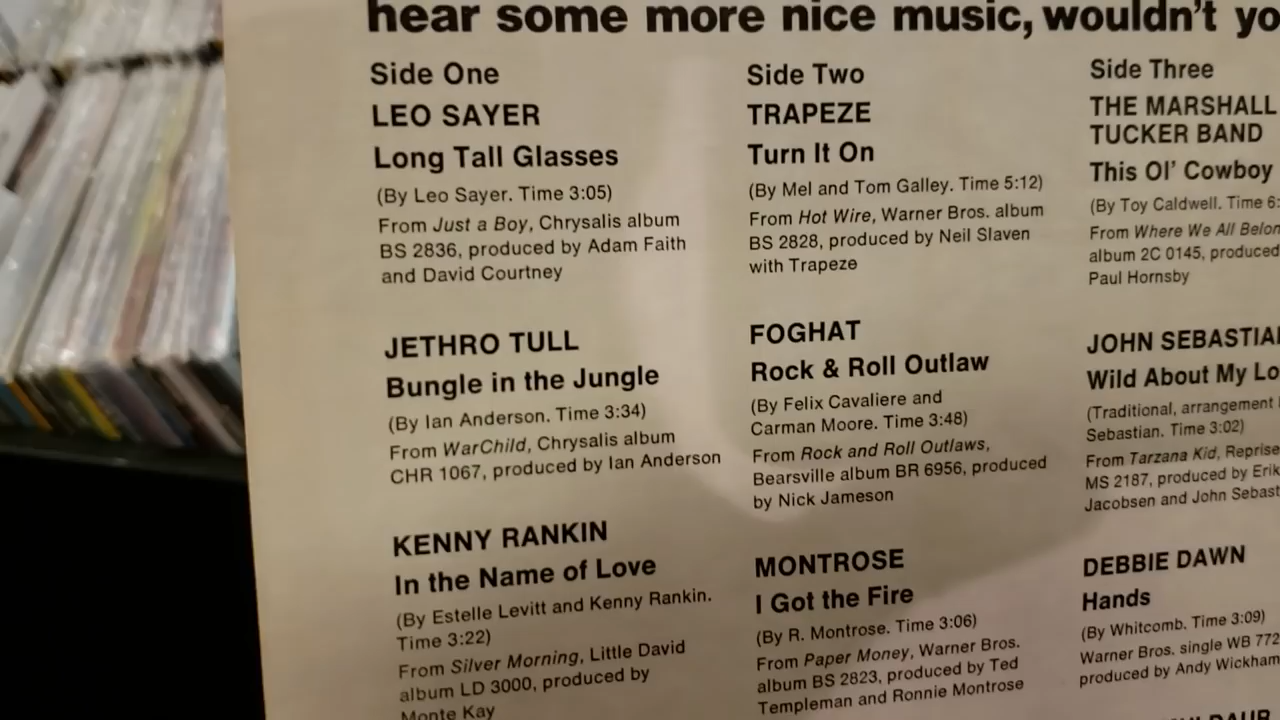 hear some more nice music, wouldn't
Side One
LEO SAYER
Long Tall Glasses
(By Leo Sayer. Time 3:05)
From Just a Boy, Chrysalis album
BS 2836, produced by Adam Faith
and David Courtney
JETHRO TULL
Bungle in the Jungle
(By Ian Anderson. Time 3:34)
From WarChild, Chrysalis album
CHR 1067, produced by Ian Anderson
KENNY RANKIN
In the Name of Love
(By Estelle Levitt and Kenny Rankin.
Time 3:22)
From Silver Morning, Little David
album LD 3000, produced by
Monte Kay
Side Two
TRAPEZE
Turn It On
(By Mel and Tom Galley. Time 5:12)
From Hot Wire, Warner Bros. album
BS 2828, produced by Neil Slaven
with Trapeze
FOGHAT
Rock & Roll Outlaw
(By Felix Cavaliere and
Carman Moore. Time 3:48)
From Rock and Roll Outlaws,
Bearsville album BR 6956, produced
by Nick Jameson
MONTROSE
I Got the Fire
(By R. Montrose. Time 3:06)
From Paper Money, Warner Bros.
album BS 2823, produced by Ted
Templeman and Ronnie Montrose
Side Three
THE MARSHALL
TUCKER BAND
This Ol' Cowboy
(By Toy Caldwell. Time 6:
From Where We All
album 2C 0145, produced
Paul Hornsby
JOHN
Wild About My
(Traditional, arrangement
Sebastian. Time 3:02)
From Tarzana Kid, Reprise
MS 2187, produced by
Jacobsen and John
DEBBIE DAWN
Hands
(By Whitcomb. Time 3:09)
Warner Bros. single WB
produced by Andy Wickham